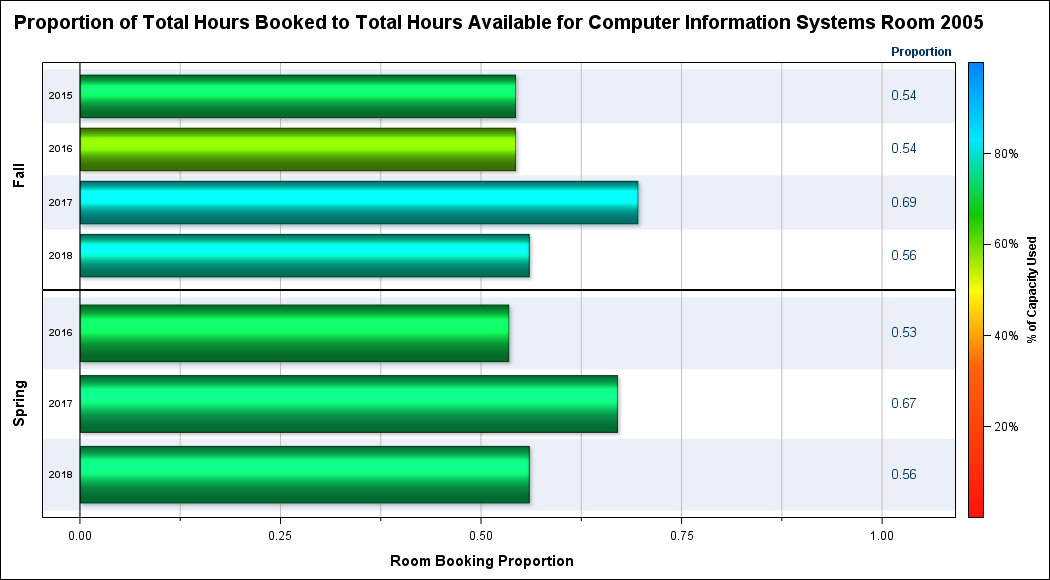 Proportion of Total Hours Booked to Total Hours Available for Computer Information Systems Room 2005
Proportion
Fall
2015 0.54
2016 0.54
2017 0.69
2018 0.56
Spring
2016 0.53
2017 0.67
2018 0.56
0.00 0.25 0.50 0.75 1.00
Room Booking Proportion
80%
60%
40%
20%
% of Capacity Used